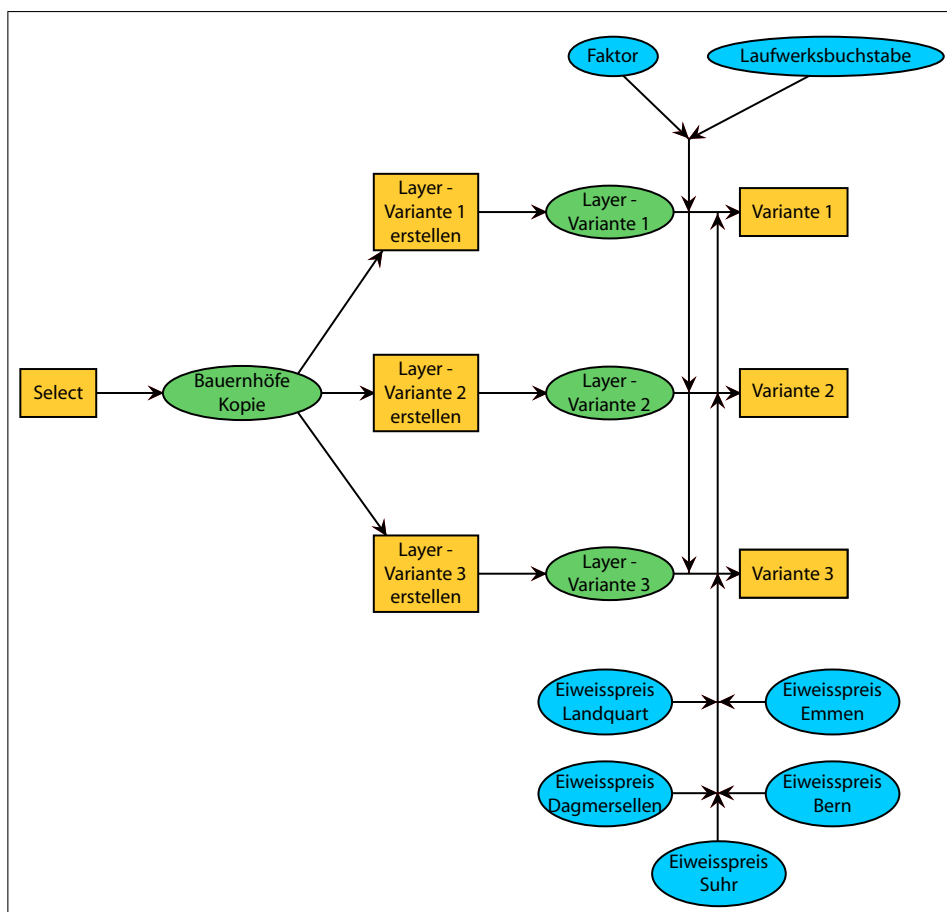 Faktor
Laufwerksbuchstabe
Layer -
Variante 1
erstellen
Layer -
Variante 1
Variante 1
Select
Bauernhöfe
Kopie
Layer -
Variante 2
erstellen
Layer -
Variante 2
Variante 2
Layer -
Variante 3
erstellen
Layer -
Variante 3
Variante 3
Eiweisspreis
Landquart
Eiweisspreis
Emmen
Eiweisspreis
Dagmersellen
Eiweisspreis
Bern
Eiweisspreis
Suhr